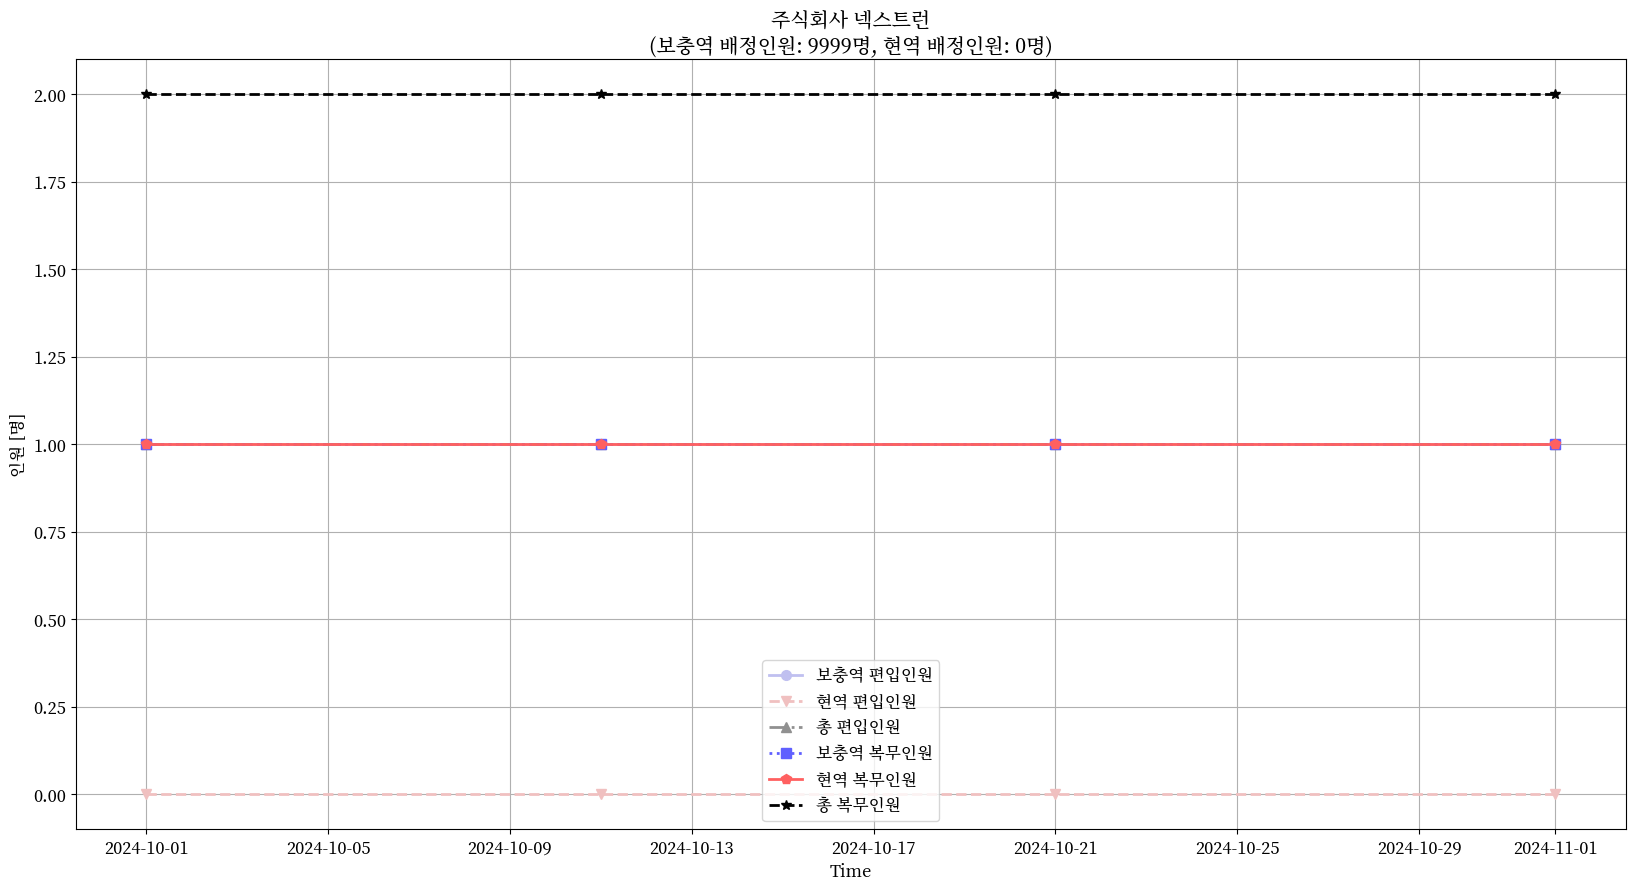 주식회사 넥스트런
(보충역 배정인원: 9999명, 현역 배정인원: 0명)
인원 [명]
2.00
1.75
1.50
1.25
1.00
0.75
0.50
0.25
0.00
보충역 편입인원
현역 편입인원
총 편입인원
보충역 복무인원
현역 복무인원
총 복무인원
2024-10-01 2024-10-05 2024-10-09 2024-10-13 2024-10-17 2024-10-21 2024-10-25 2024-10-29 2024-11-01
Time